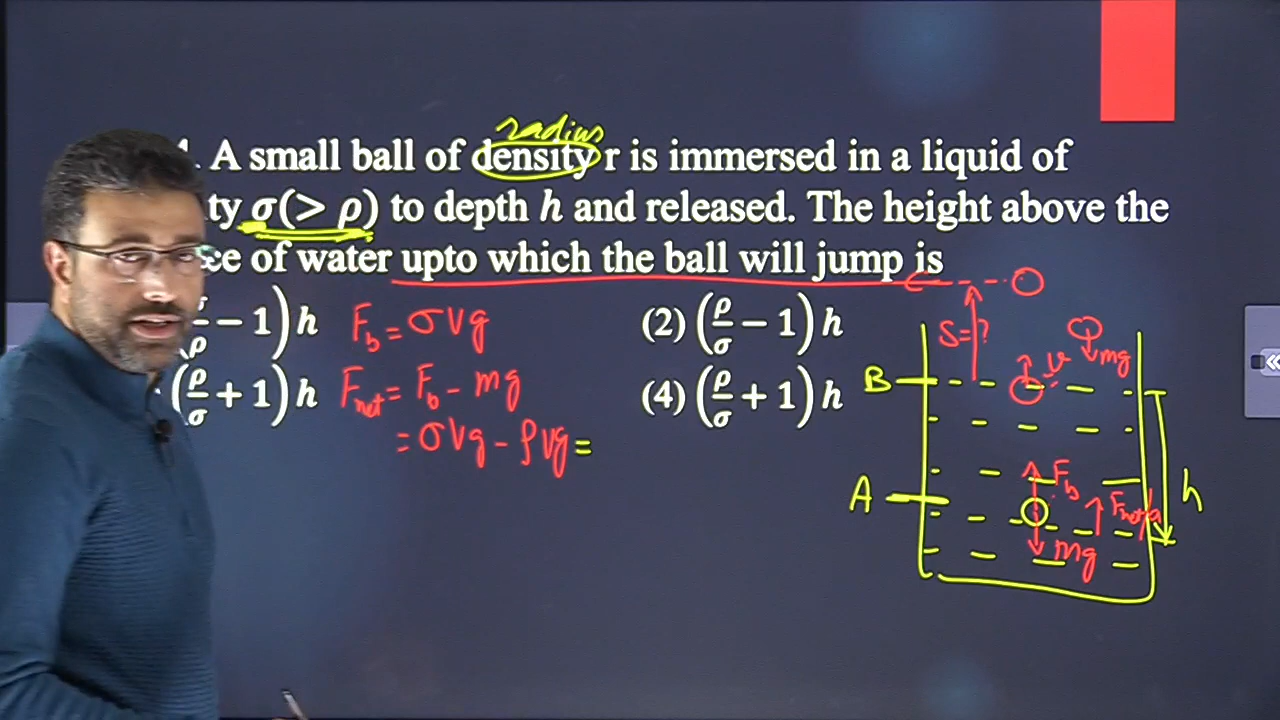 radius
A small ball of density r is immersed in a liquid of
ty σ(> ρ) to depth h and released. The height above the
ce of water upto which the ball will jump is
σ/ρ − 1) h
(2) (ρ/σ − 1) h
(ρ/σ + 1) h
(4) (ρ/σ + 1) h
F_b = σVg
F_net = F_b − mg
= σVg − ρVg =
S=?
v
mg
B
F_b
A
F_net/a
h
mg